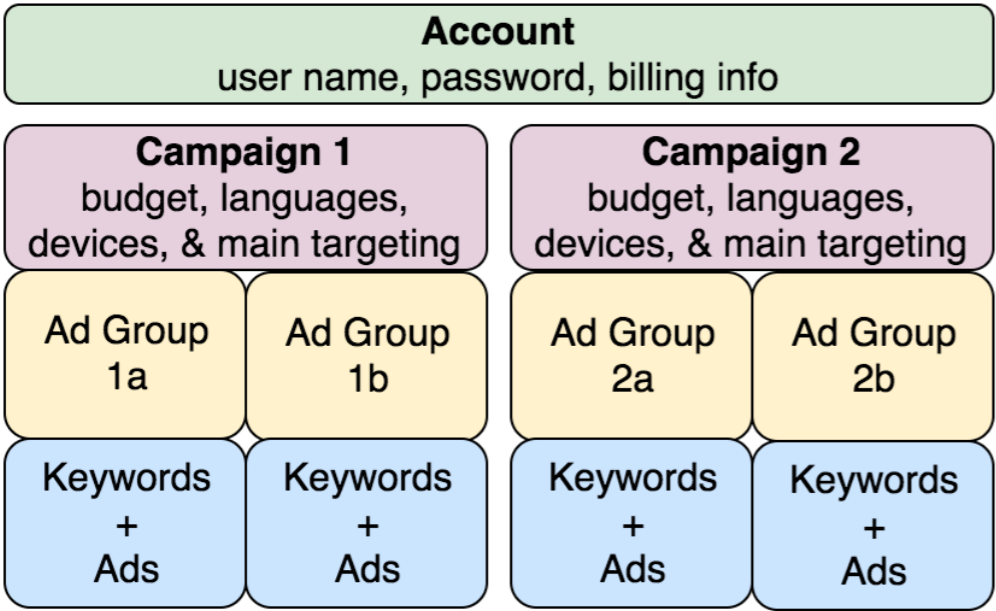 Account
user name, password, billing info
Campaign 1
budget, languages,
devices, & main targeting
Campaign 2
budget, languages,
devices, & main targeting
Ad Group
1a
Ad Group
1b
Ad Group
2a
Ad Group
2b
Keywords
+
Ads
Keywords
+
Ads
Keywords
+
Ads
Keywords
+
Ads